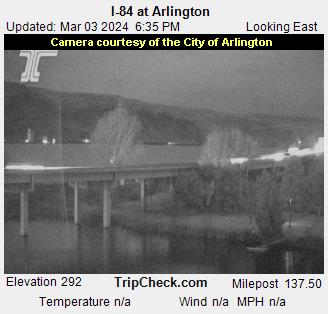 I-84 at Arlington
Updated: Mar 03 2024 6:35 PM Looking East
Camera courtesy of the City of Arlington
Elevation 292 TripCheck.com Milepost 137.50
Temperature n/a Wind n/a MPH n/a